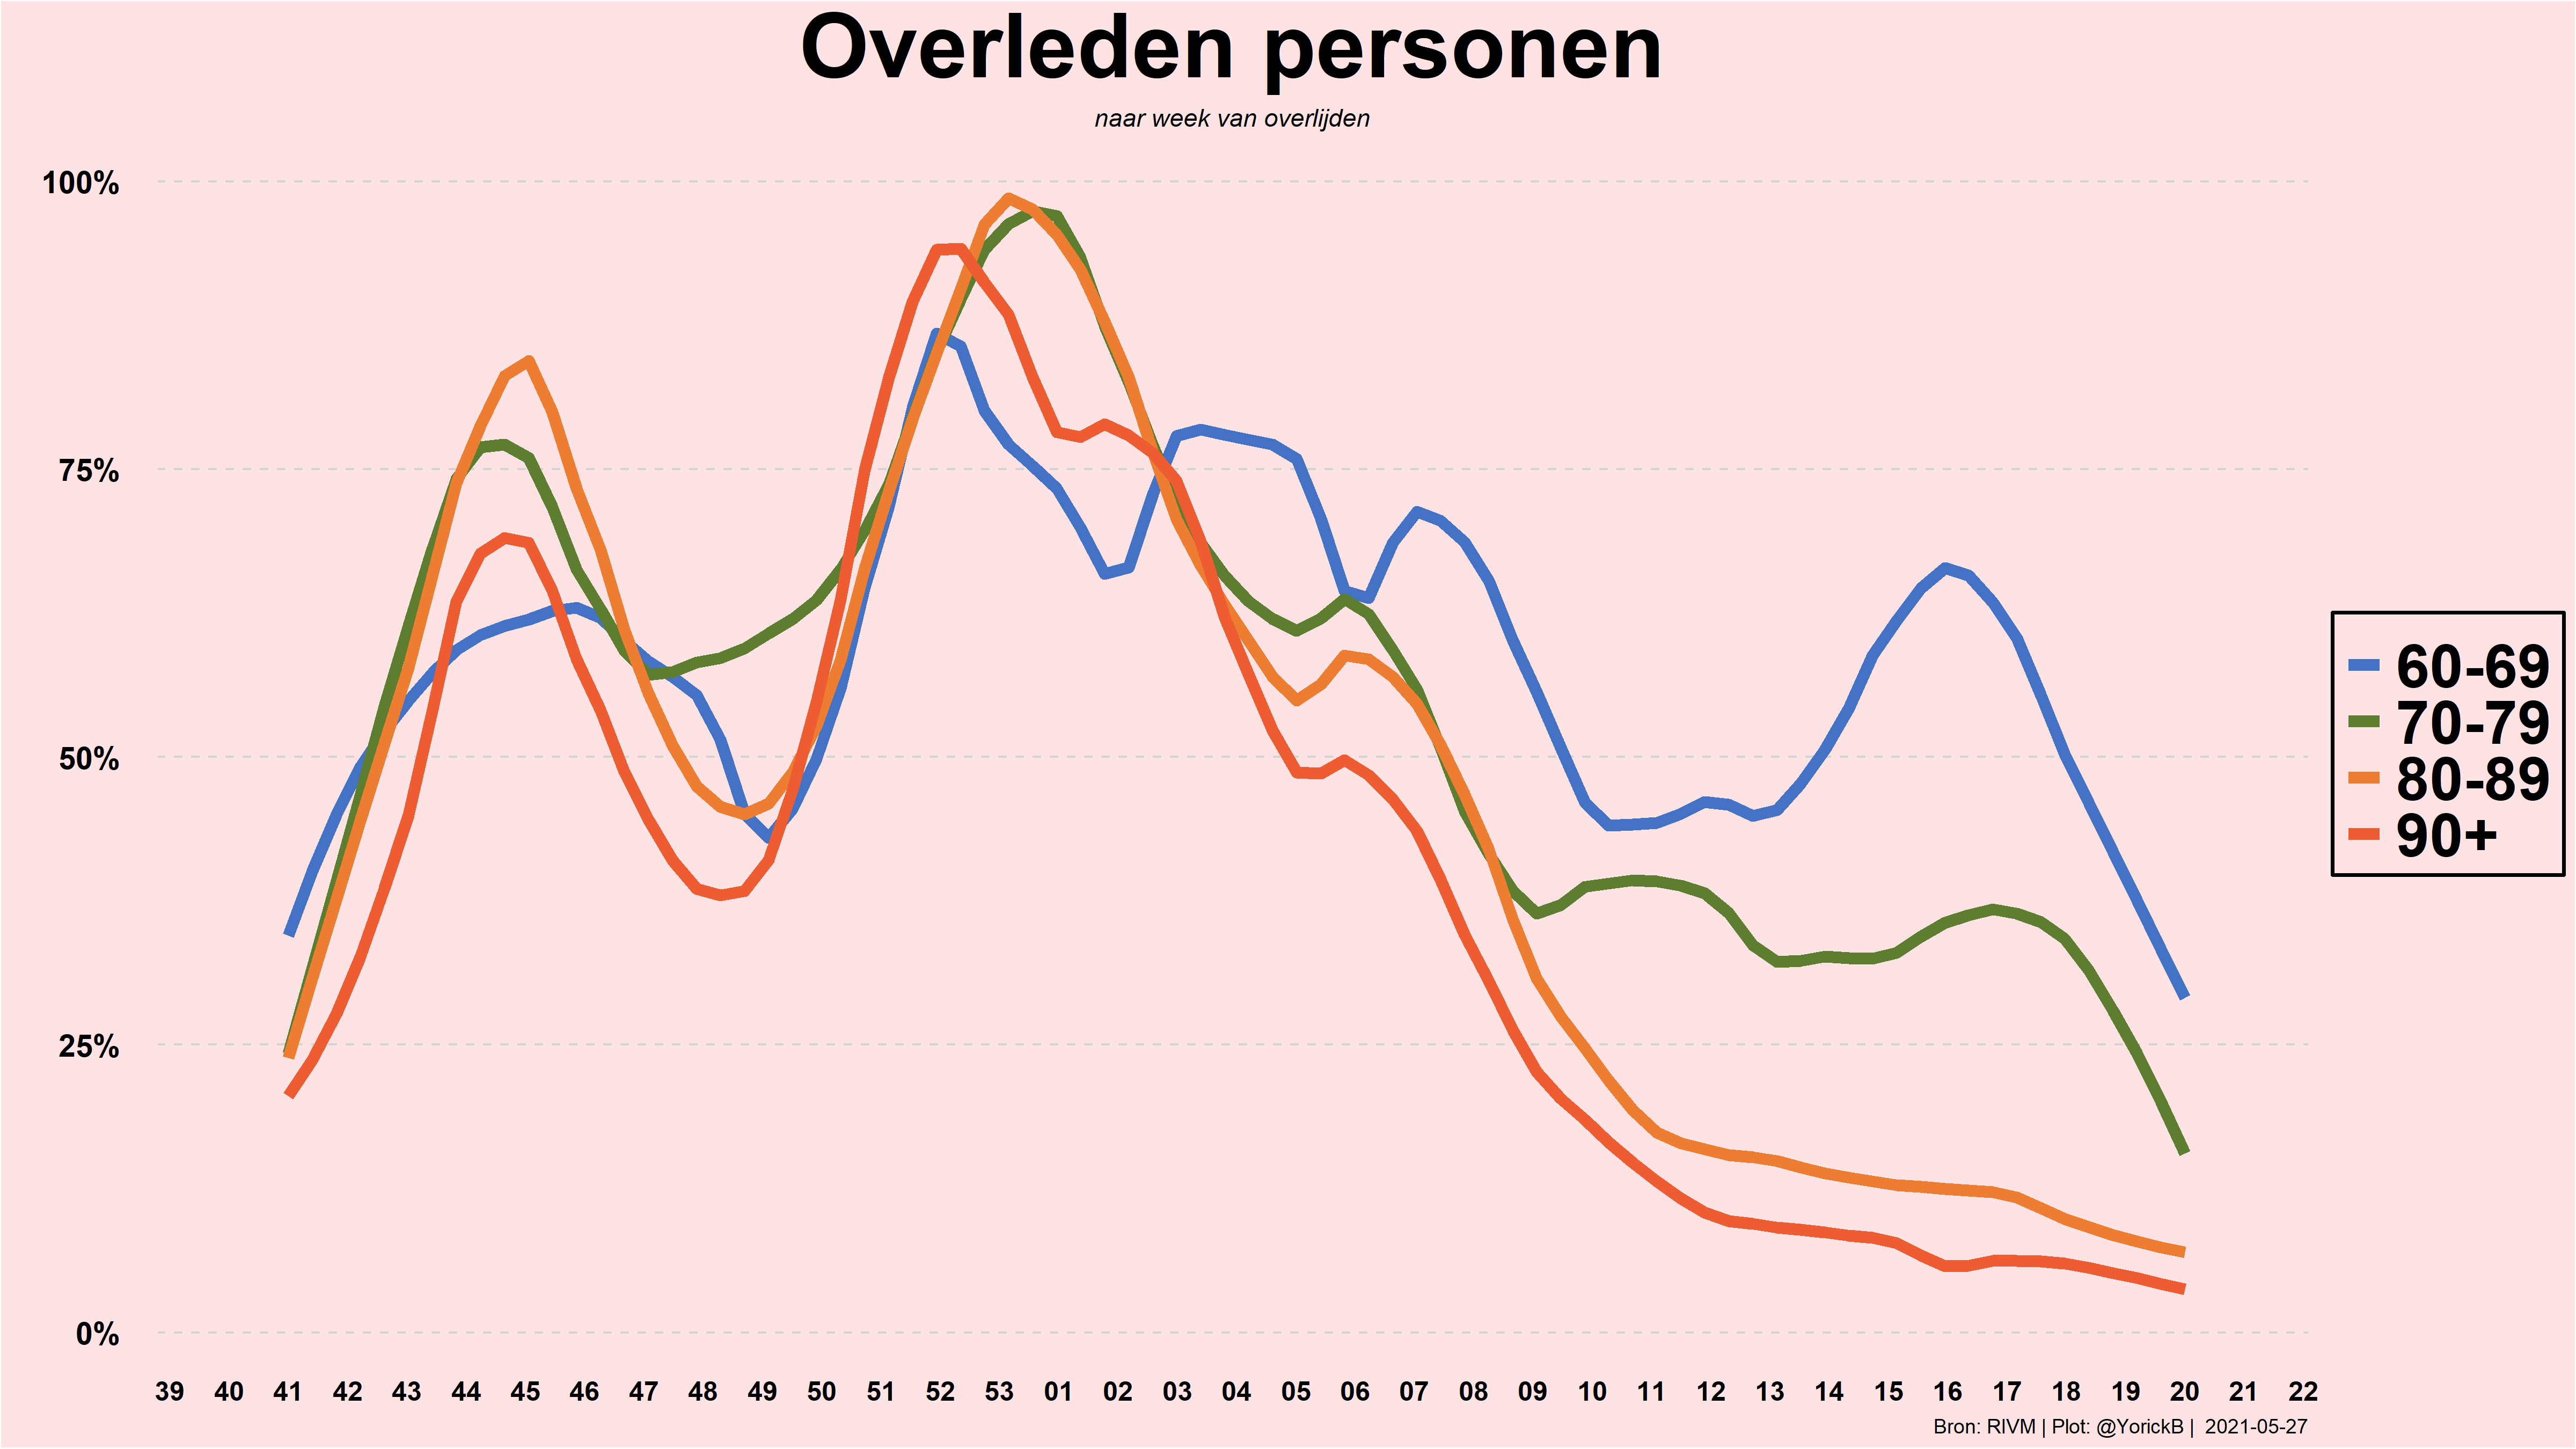 Overleden personen
naar week van overlijden
100%
75%
50%
25%
0%
60-69
70-79
80-89
90+
39 40 41 42 43 44 45 46 47 48 49 50 51 52 53 01 02 03 04 05 06 07 08 09 10 11 12 13 14 15 16 17 18 19 20 21 22
Bron: RIVM | Plot: @YorickB | 2021-05-27